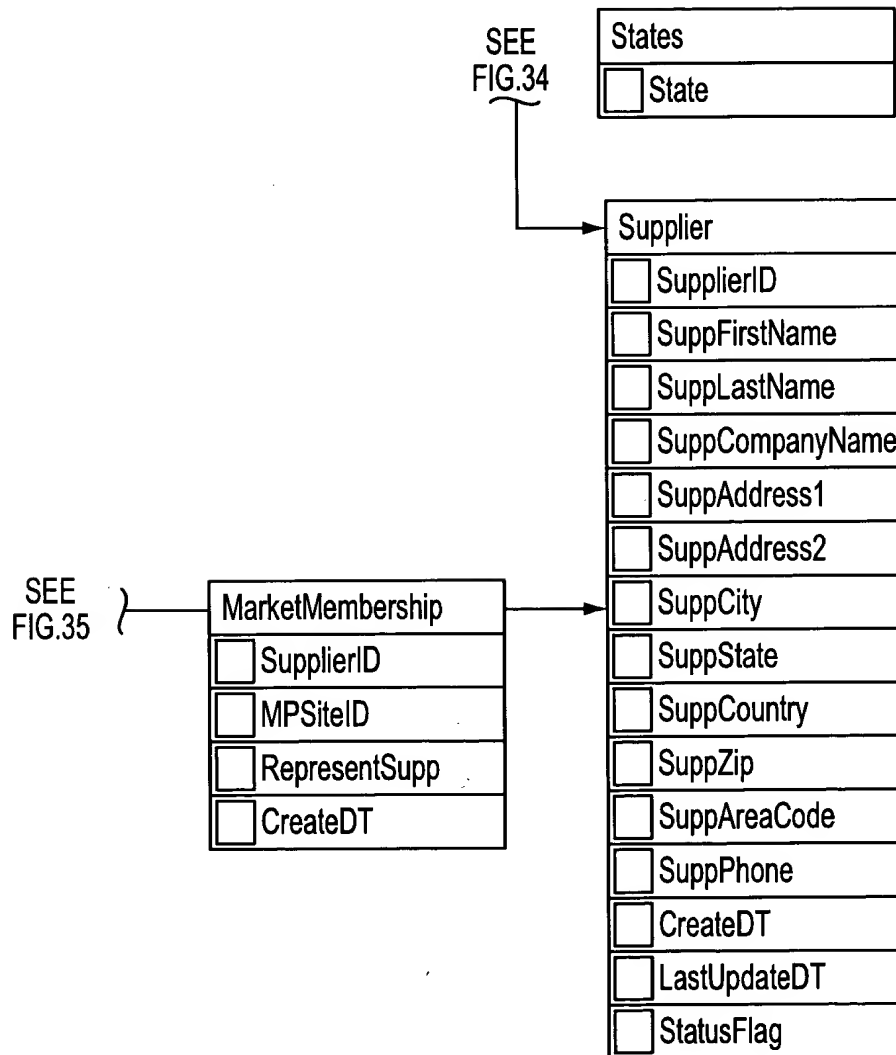 SEE
FIG.34
States
State
Supplier
SupplierID
SuppFirstName
SuppLastName
SuppCompanyName
SuppAddress1
SuppAddress2
SuppCity
SuppState
SuppCountry
SuppZip
SuppAreaCode
SuppPhone
CreateDT
LastUpdateDT
StatusFlag
SEE
FIG.35
MarketMembership
SupplierID
MPSiteID
RepresentSupp
CreateDT